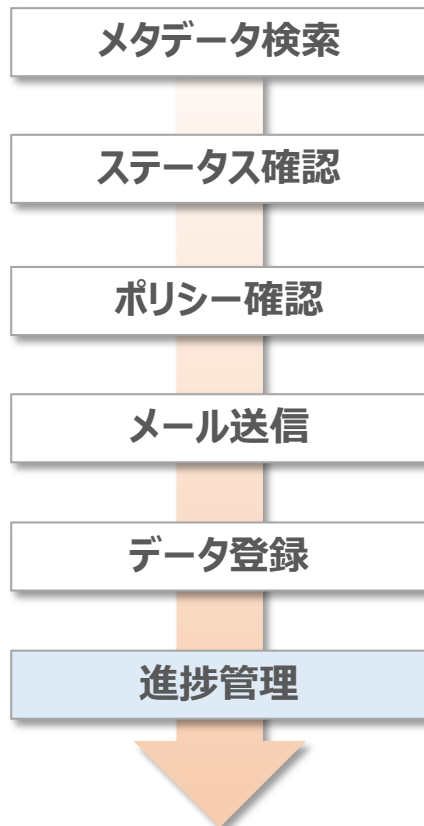 メタデータ検索
ステータス確認
ポリシー確認
メール送信
データ登録
進捗管理